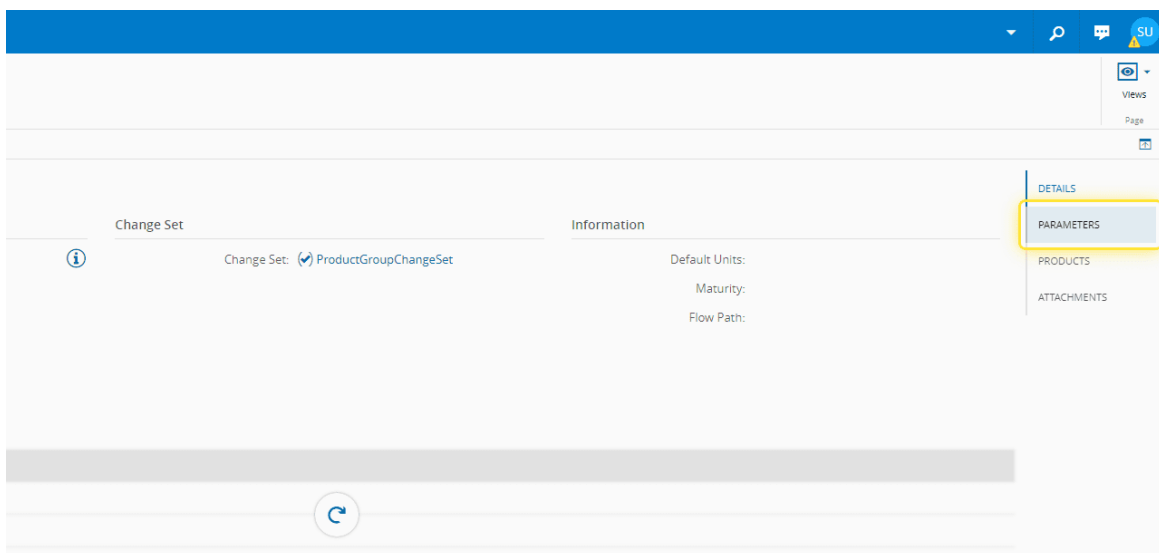 SU
Views
Page
DETAILS
Change Set
Information
PARAMETERS
Change Set: ProductGroupChangeSet
Default Units:
PRODUCTS
Maturity:
ATTACHMENTS
Flow Path: